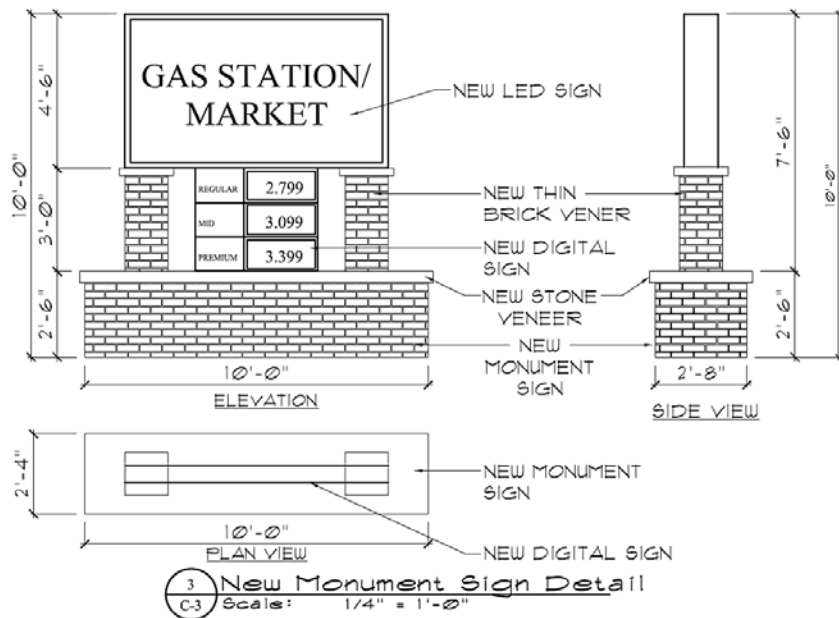 GAS STATION/
MARKET
REGULAR 2.799
MID 3.099
PREMIUM 3.399
10'-0"
4'-6"
3'-0"
2'-6"
10'-0"
ELEVATION
NEW LED SIGN
NEW THIN
BRICK VENER
NEW DIGITAL
SIGN
NEW STONE
VENEER
NEW
MONUMENT
SIGN
7'-6"
10'-0"
2'-6"
2'-8"
SIDE VIEW
2'-4"
10'-0"
PLAN VIEW
NEW MONUMENT
SIGN
NEW DIGITAL SIGN
3
C-3
New Monument Sign Detail
Scale: 1/4" = 1'-0"